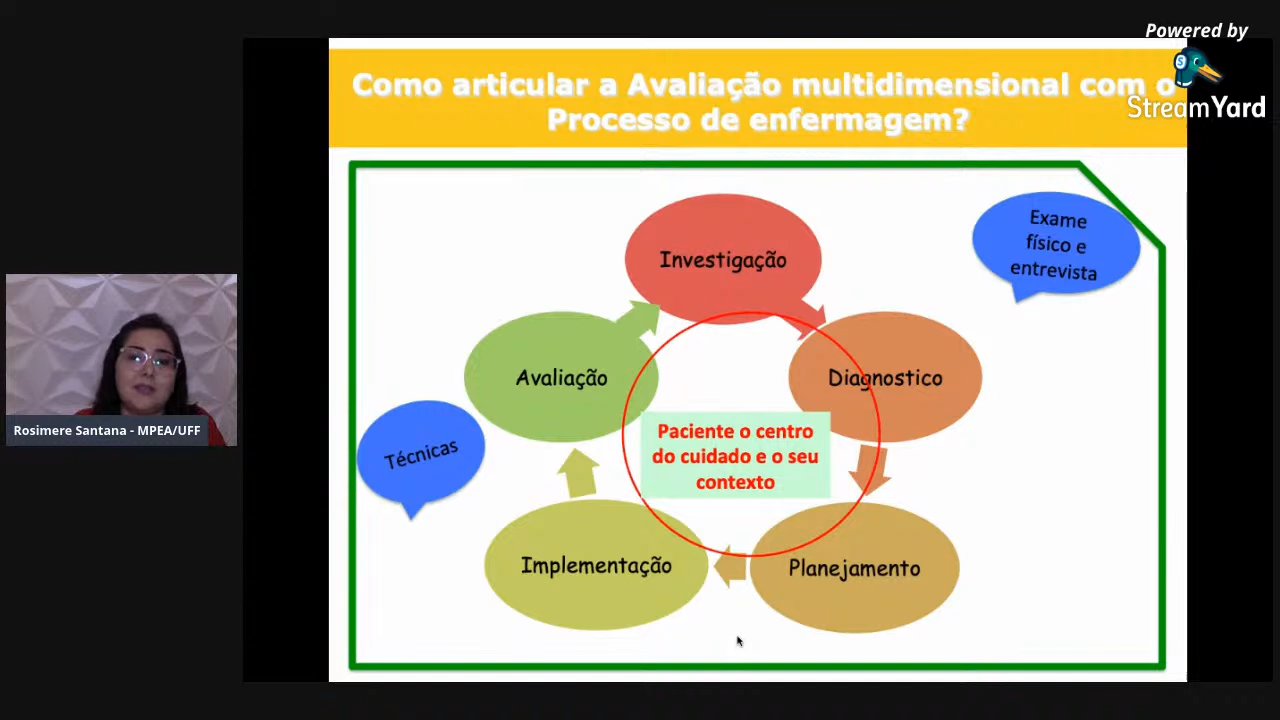 Powered by
StreamYard
Como articular a Avaliação multidimensional com o
Processo de enfermagem?
Exame
físico e
entrevista
Investigação
Avaliação
Diagnostico
Paciente o centro
do cuidado e o seu
contexto
Técnicas
Implementação
Planejamento
Rosimere Santana - MPEA/UFF